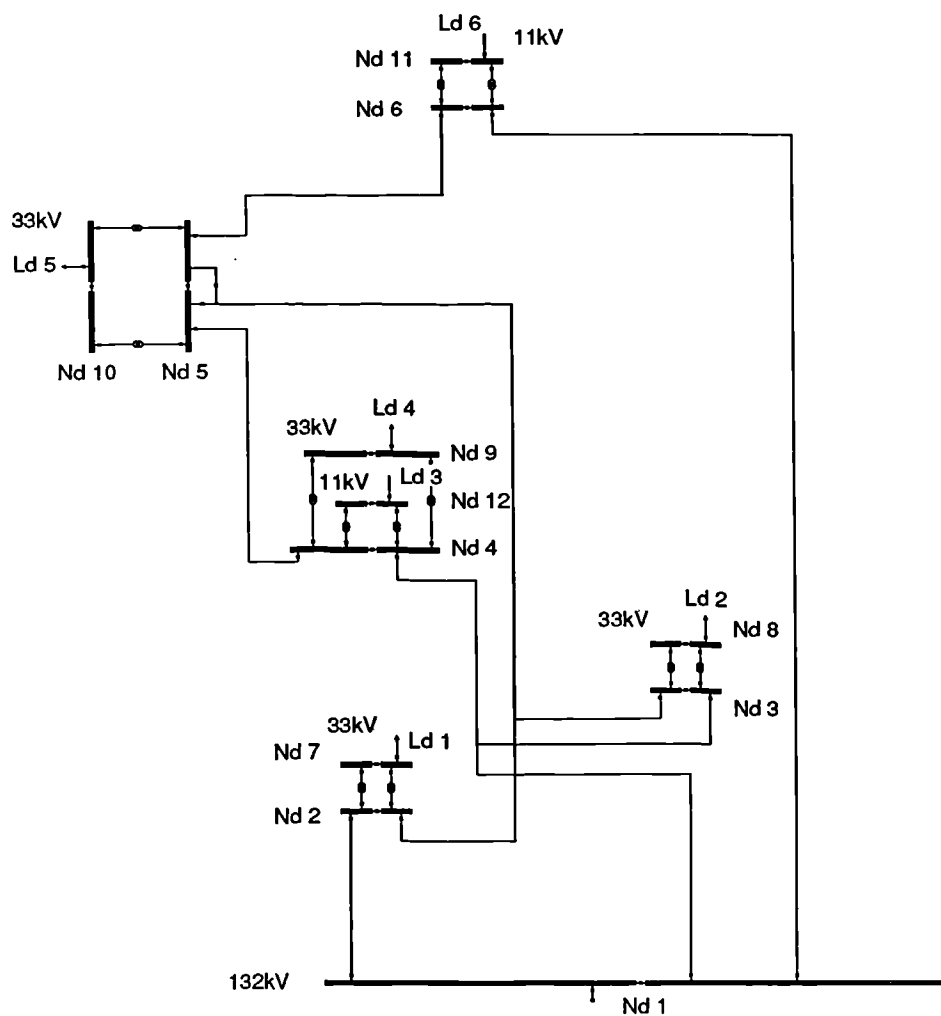 Ld 6
11kV
Nd 11
Nd 6
33kV
Ld 5
Nd 10
Nd 5
Ld 4
33kV
Nd 9
11kV
Ld 3
Nd 12
Nd 4
Ld 2
33kV
Nd 8
Nd 3
33kV
Ld 1
Nd 7
Nd 2
132kV
Nd 1